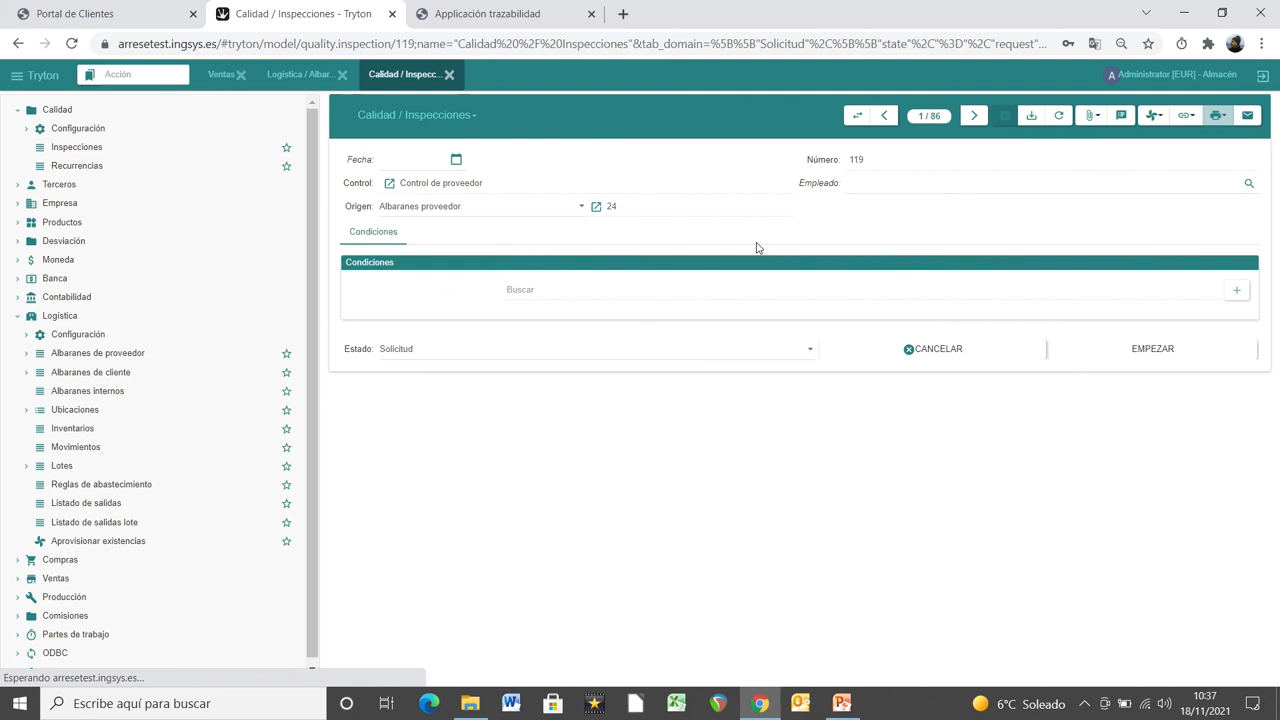 Portal de Clientes
Calidad / Inspecciones - Tryton
Aplicación trazabilidad
arresetest.ingsys.es/#tryton/model/quality.inspection/119;name="Calidad%20%2F%20Inspecciones"&tab_domain=%5B%5B"Solicitud"%2C%5B%5B"state"%2C"%3D"%2C"request"...
Tryton
Acción
Ventas
Logística / Albar...
Calidad / Inspecc...
A Administrator [EUR] - Almacén
Calidad
Configuración
Inspecciones
Recurrencias
Terceros
Empresa
Productos
Desviación
Moneda
Banca
Contabilidad
Logística
Configuración
Albaranes de proveedor
Albaranes de cliente
Albaranes internos
Ubicaciones
Inventarios
Movimientos
Lotes
Reglas de abastecimiento
Listado de salidas
Listado de salidas lote
Aprovisionar existencias
Compras
Ventas
Producción
Comisiones
Partes de trabajo
ODBC
Calidad / Inspecciones
1 / 86
Fecha:
Número: 119
Control: Control de proveedor
Empleado:
Origen: Albaranes proveedor 24
Condiciones
Condiciones
Buscar
Estado: Solicitud
CANCELAR
EMPEZAR
Esperando arresetest.ingsys.es...
Escribe aquí para buscar
6°C Soleado
10:37
18/11/2021